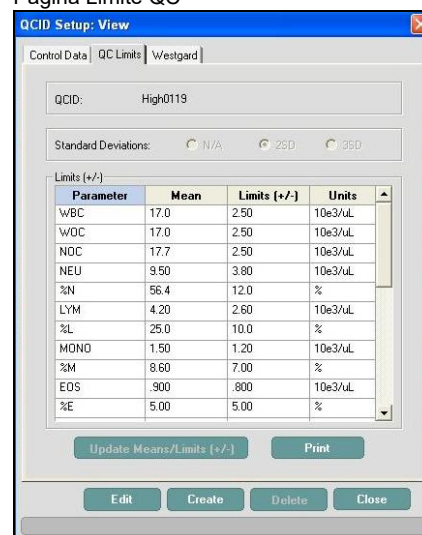 Pagina Limite QC
QCID Setup: View
Control Data QC Limits Westgard
QCID: High0119
Standard Deviations: N/A 2SD 3SD
Limits (+/-)
Parameter Mean Limits (+/-) Units
WBC 17.0 2.50 10e3/uL
WOC 17.0 2.50 10e3/uL
NOC 17.7 2.50 10e3/uL
NEU 9.50 3.80 10e3/uL
%N 56.4 12.0 %
LYM 4.20 2.60 10e3/uL
%L 25.0 10.0 %
MONO 1.50 1.20 10e3/uL
%M 8.60 7.00 %
EOS .900 .800 10e3/uL
%E 5.00 5.00 %
Update Means/Limits (+/-) Print
Edit Create Delete Close